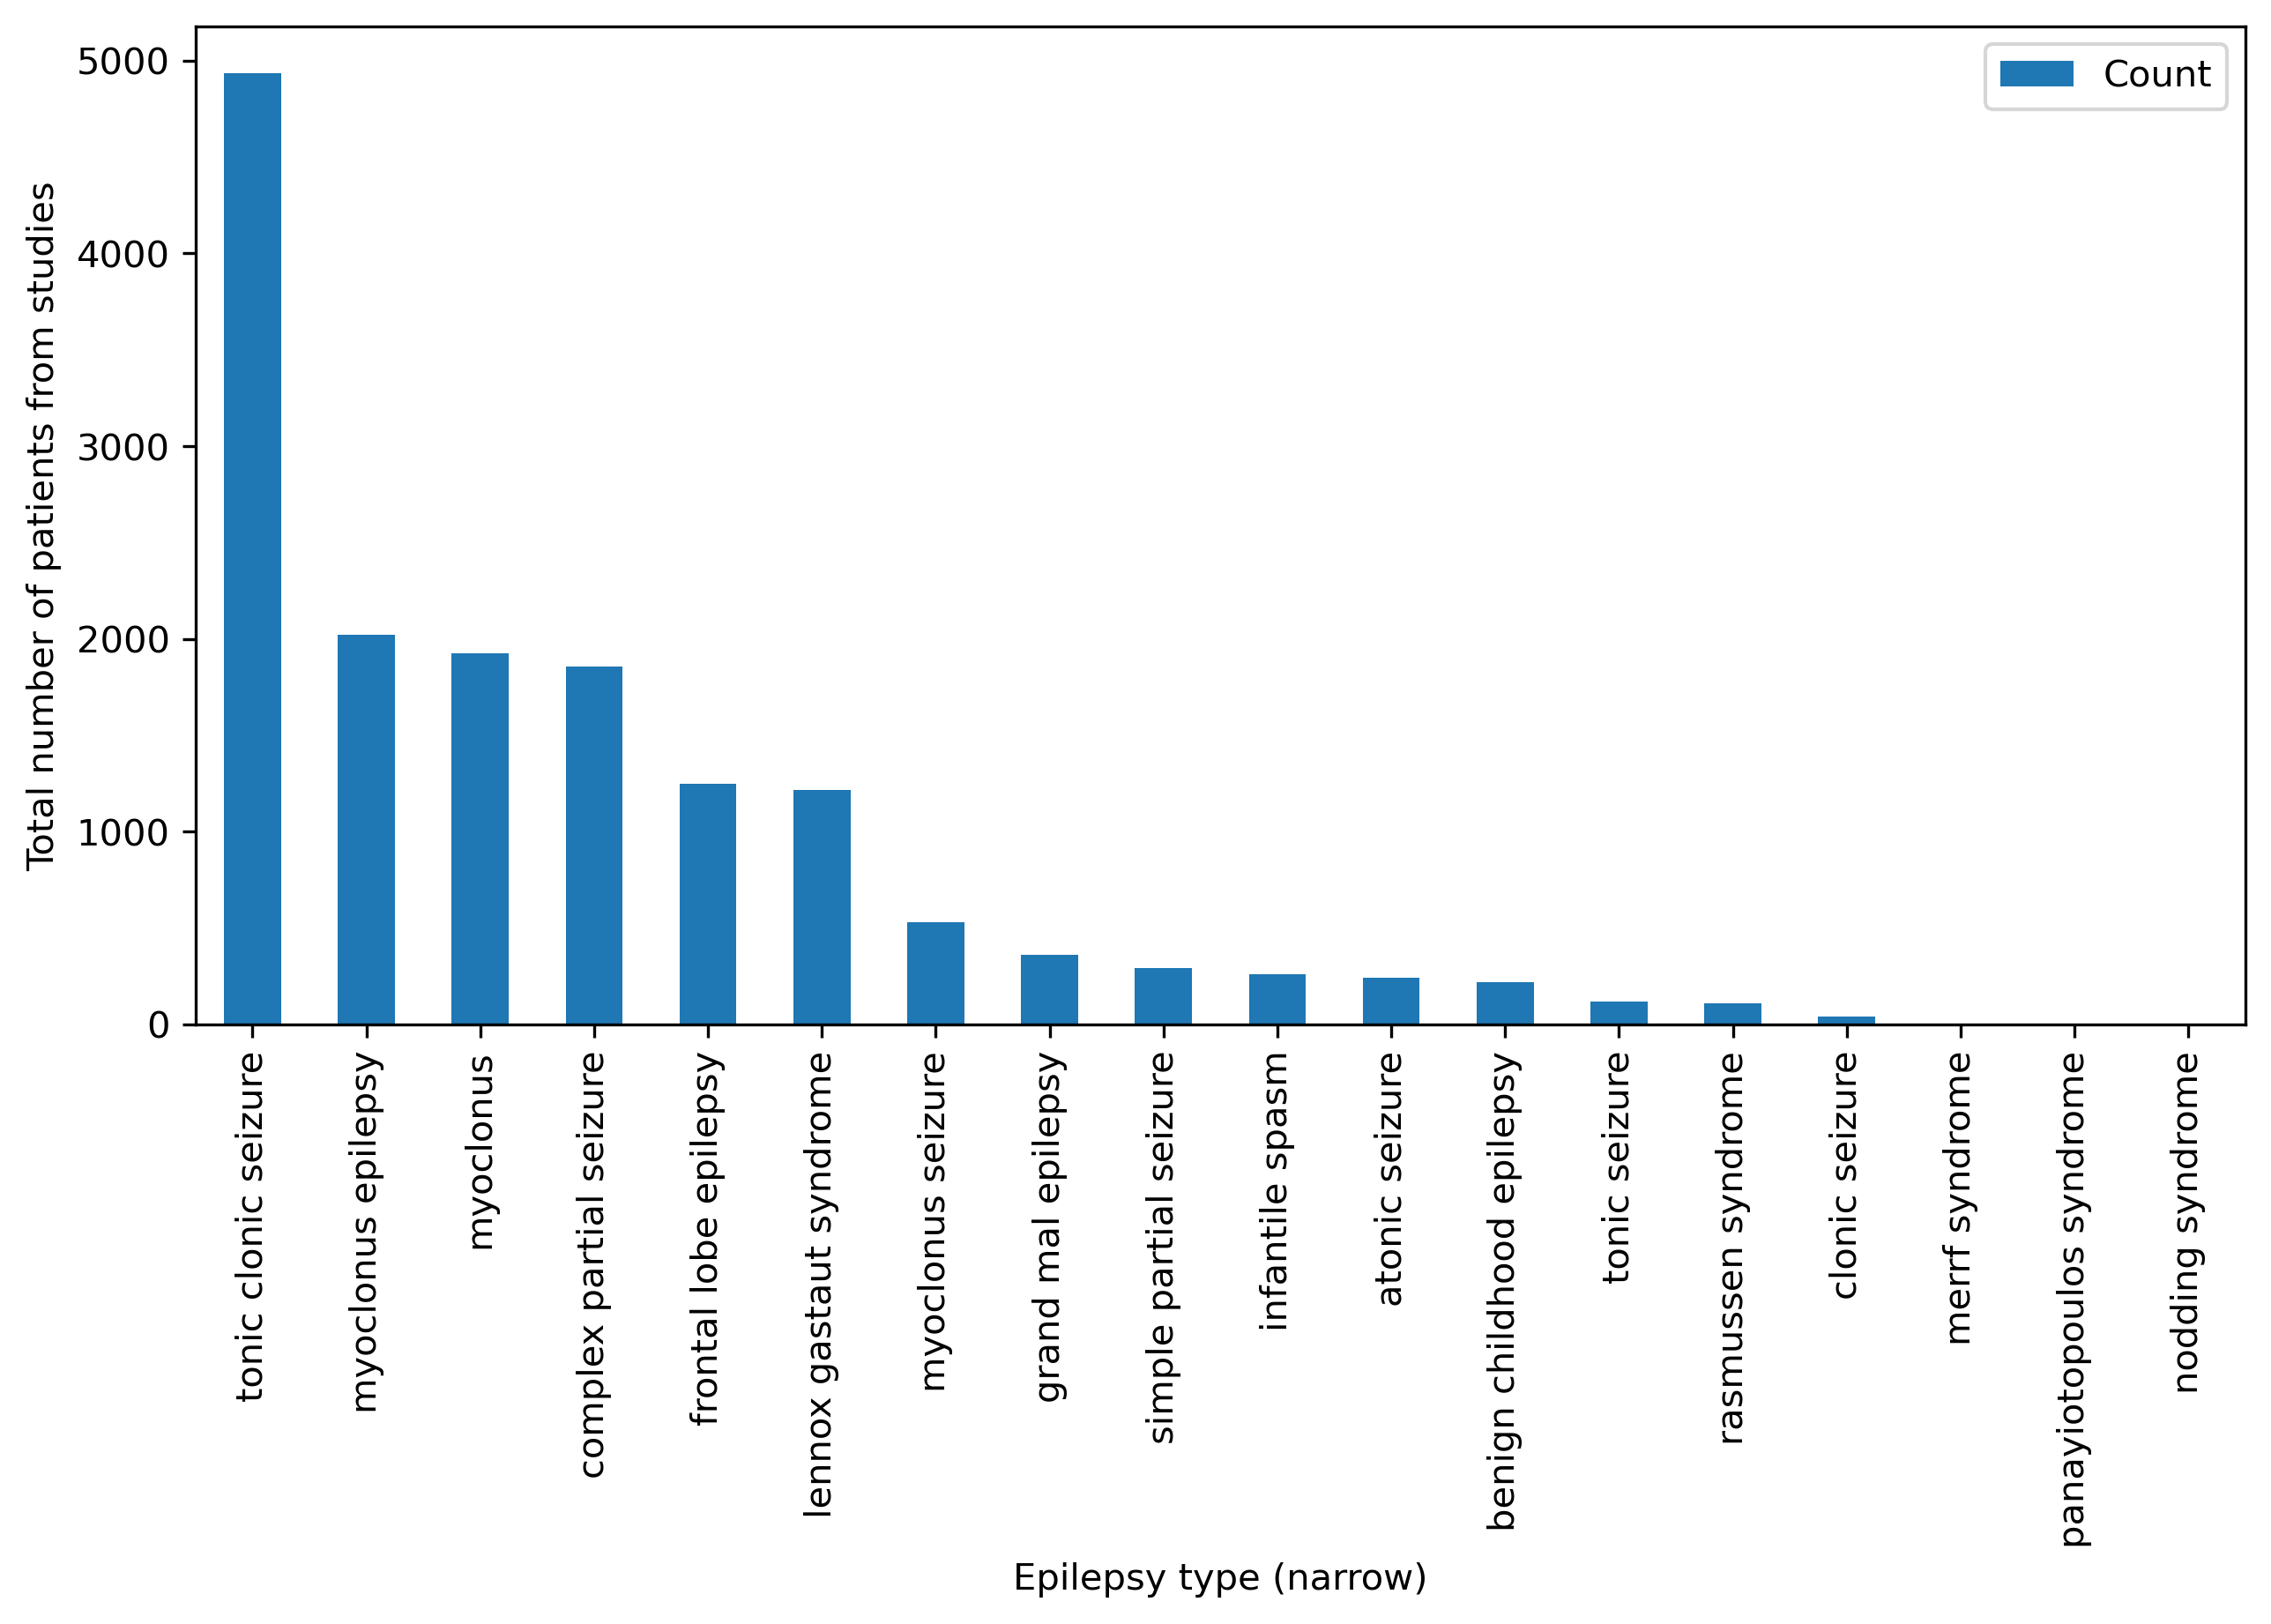 Total number of patients from studies
5000
4000
3000
2000
1000
0
Count
tonic clonic seizure
myoclonus epilepsy
myoclonus
complex partial seizure
frontal lobe epilepsy
lennox gastaut syndrome
myoclonus seizure
grand mal epilepsy
simple partial seizure
infantile spasm
atonic seizure
benign childhood epilepsy
tonic seizure
rasmussen syndrome
clonic seizure
merrf syndrome
panayiotopoulos syndrome
nodding syndrome
Epilepsy type (narrow)